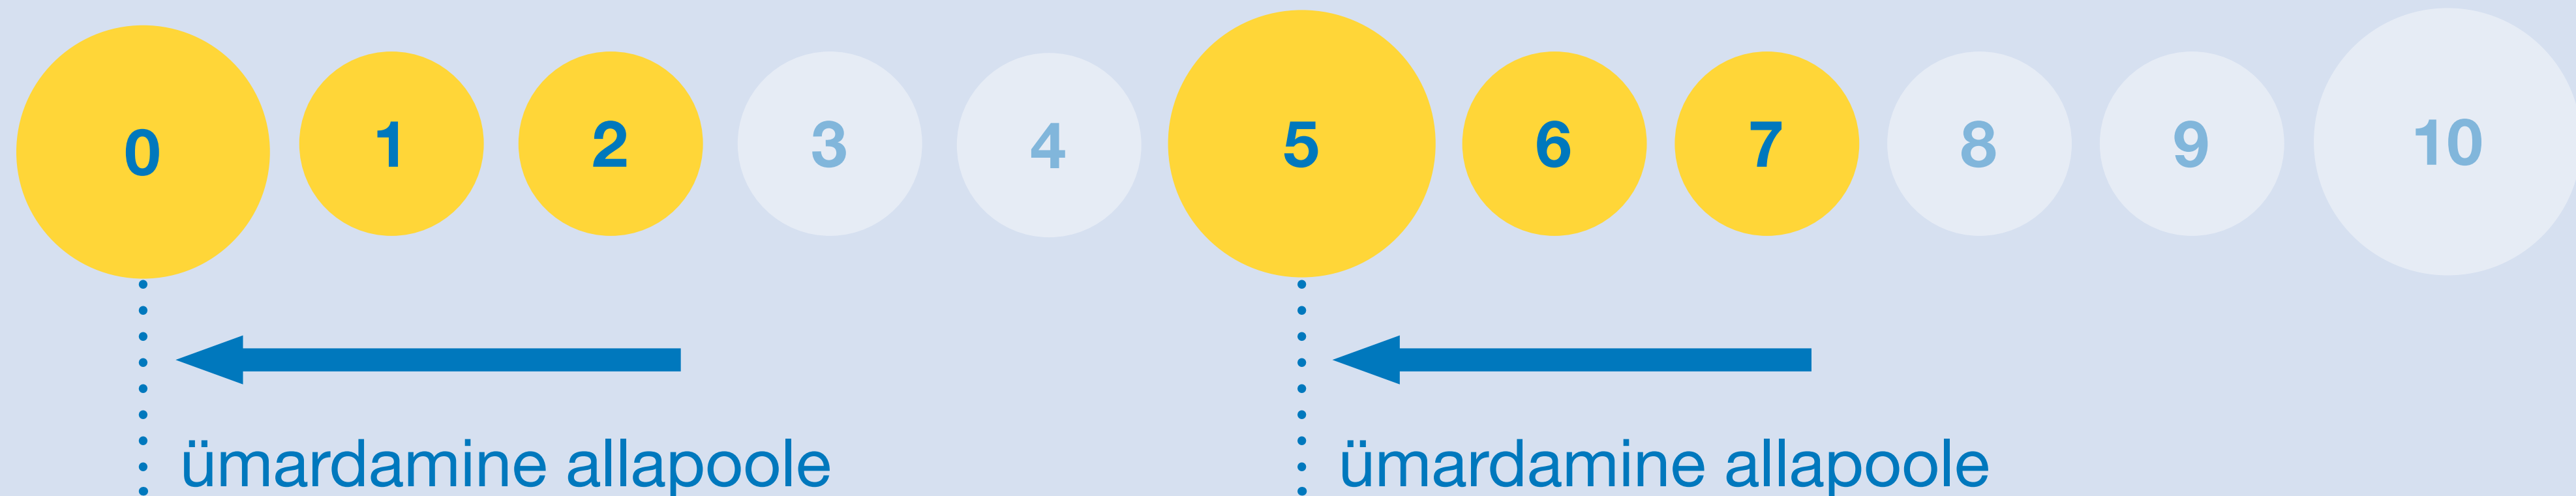 0 1 2 3 4 5 6 7 8 9 10
ümardamine allapoole ümardamine allapoole